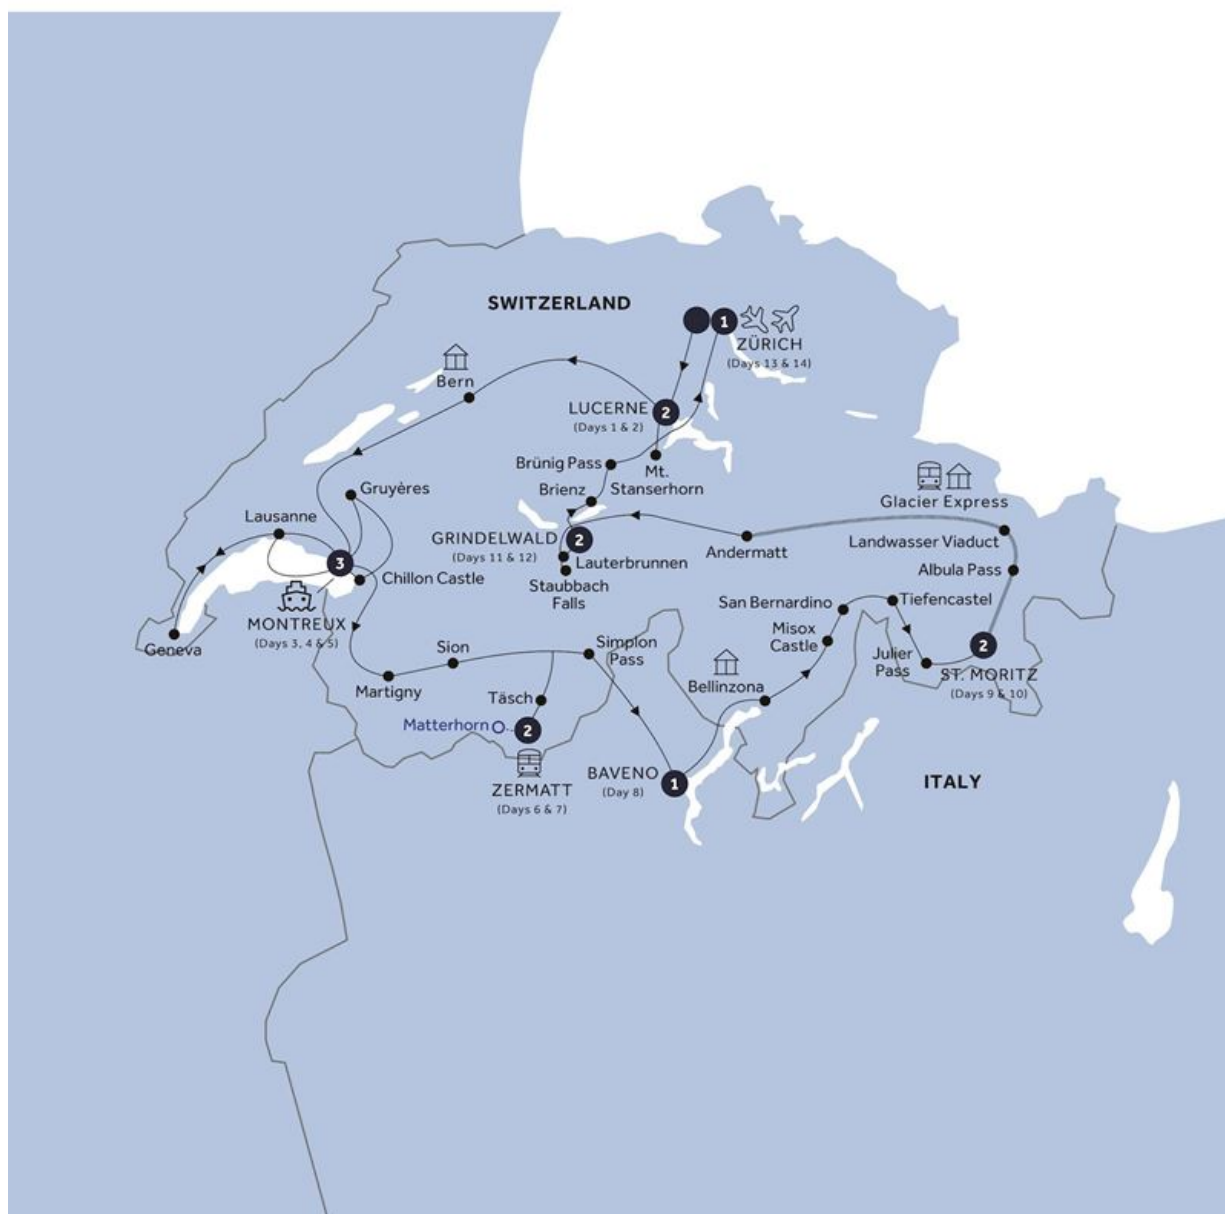 SWITZERLAND
1
ZÜRICH
(Days 13 & 14)
Bern
LUCERNE
(Days 1 & 2)
2
Brünig Pass
Mt.
Stanserhorn
Brienz
Gruyères
Lausanne
Glacier Express
GRINDELWALD
(Days 11 & 12)
2
Andermatt
Landwasser Viaduct
Lauterbrunnen
Staubbach
Falls
Albula Pass
3
Chillon Castle
MONTREUX
(Days 3, 4 & 5)
Geneva
San Bernardino
Tiefencastel
Misox
Castle
Sion
Simplon
Pass
Julier
Pass
2
ST. MORITZ
(Days 9 & 10)
Martigny
Täsch
Bellinzona
Matterhorn
2
ZERMATT
(Days 6 & 7)
BAVENO
(Day 8)
1
ITALY